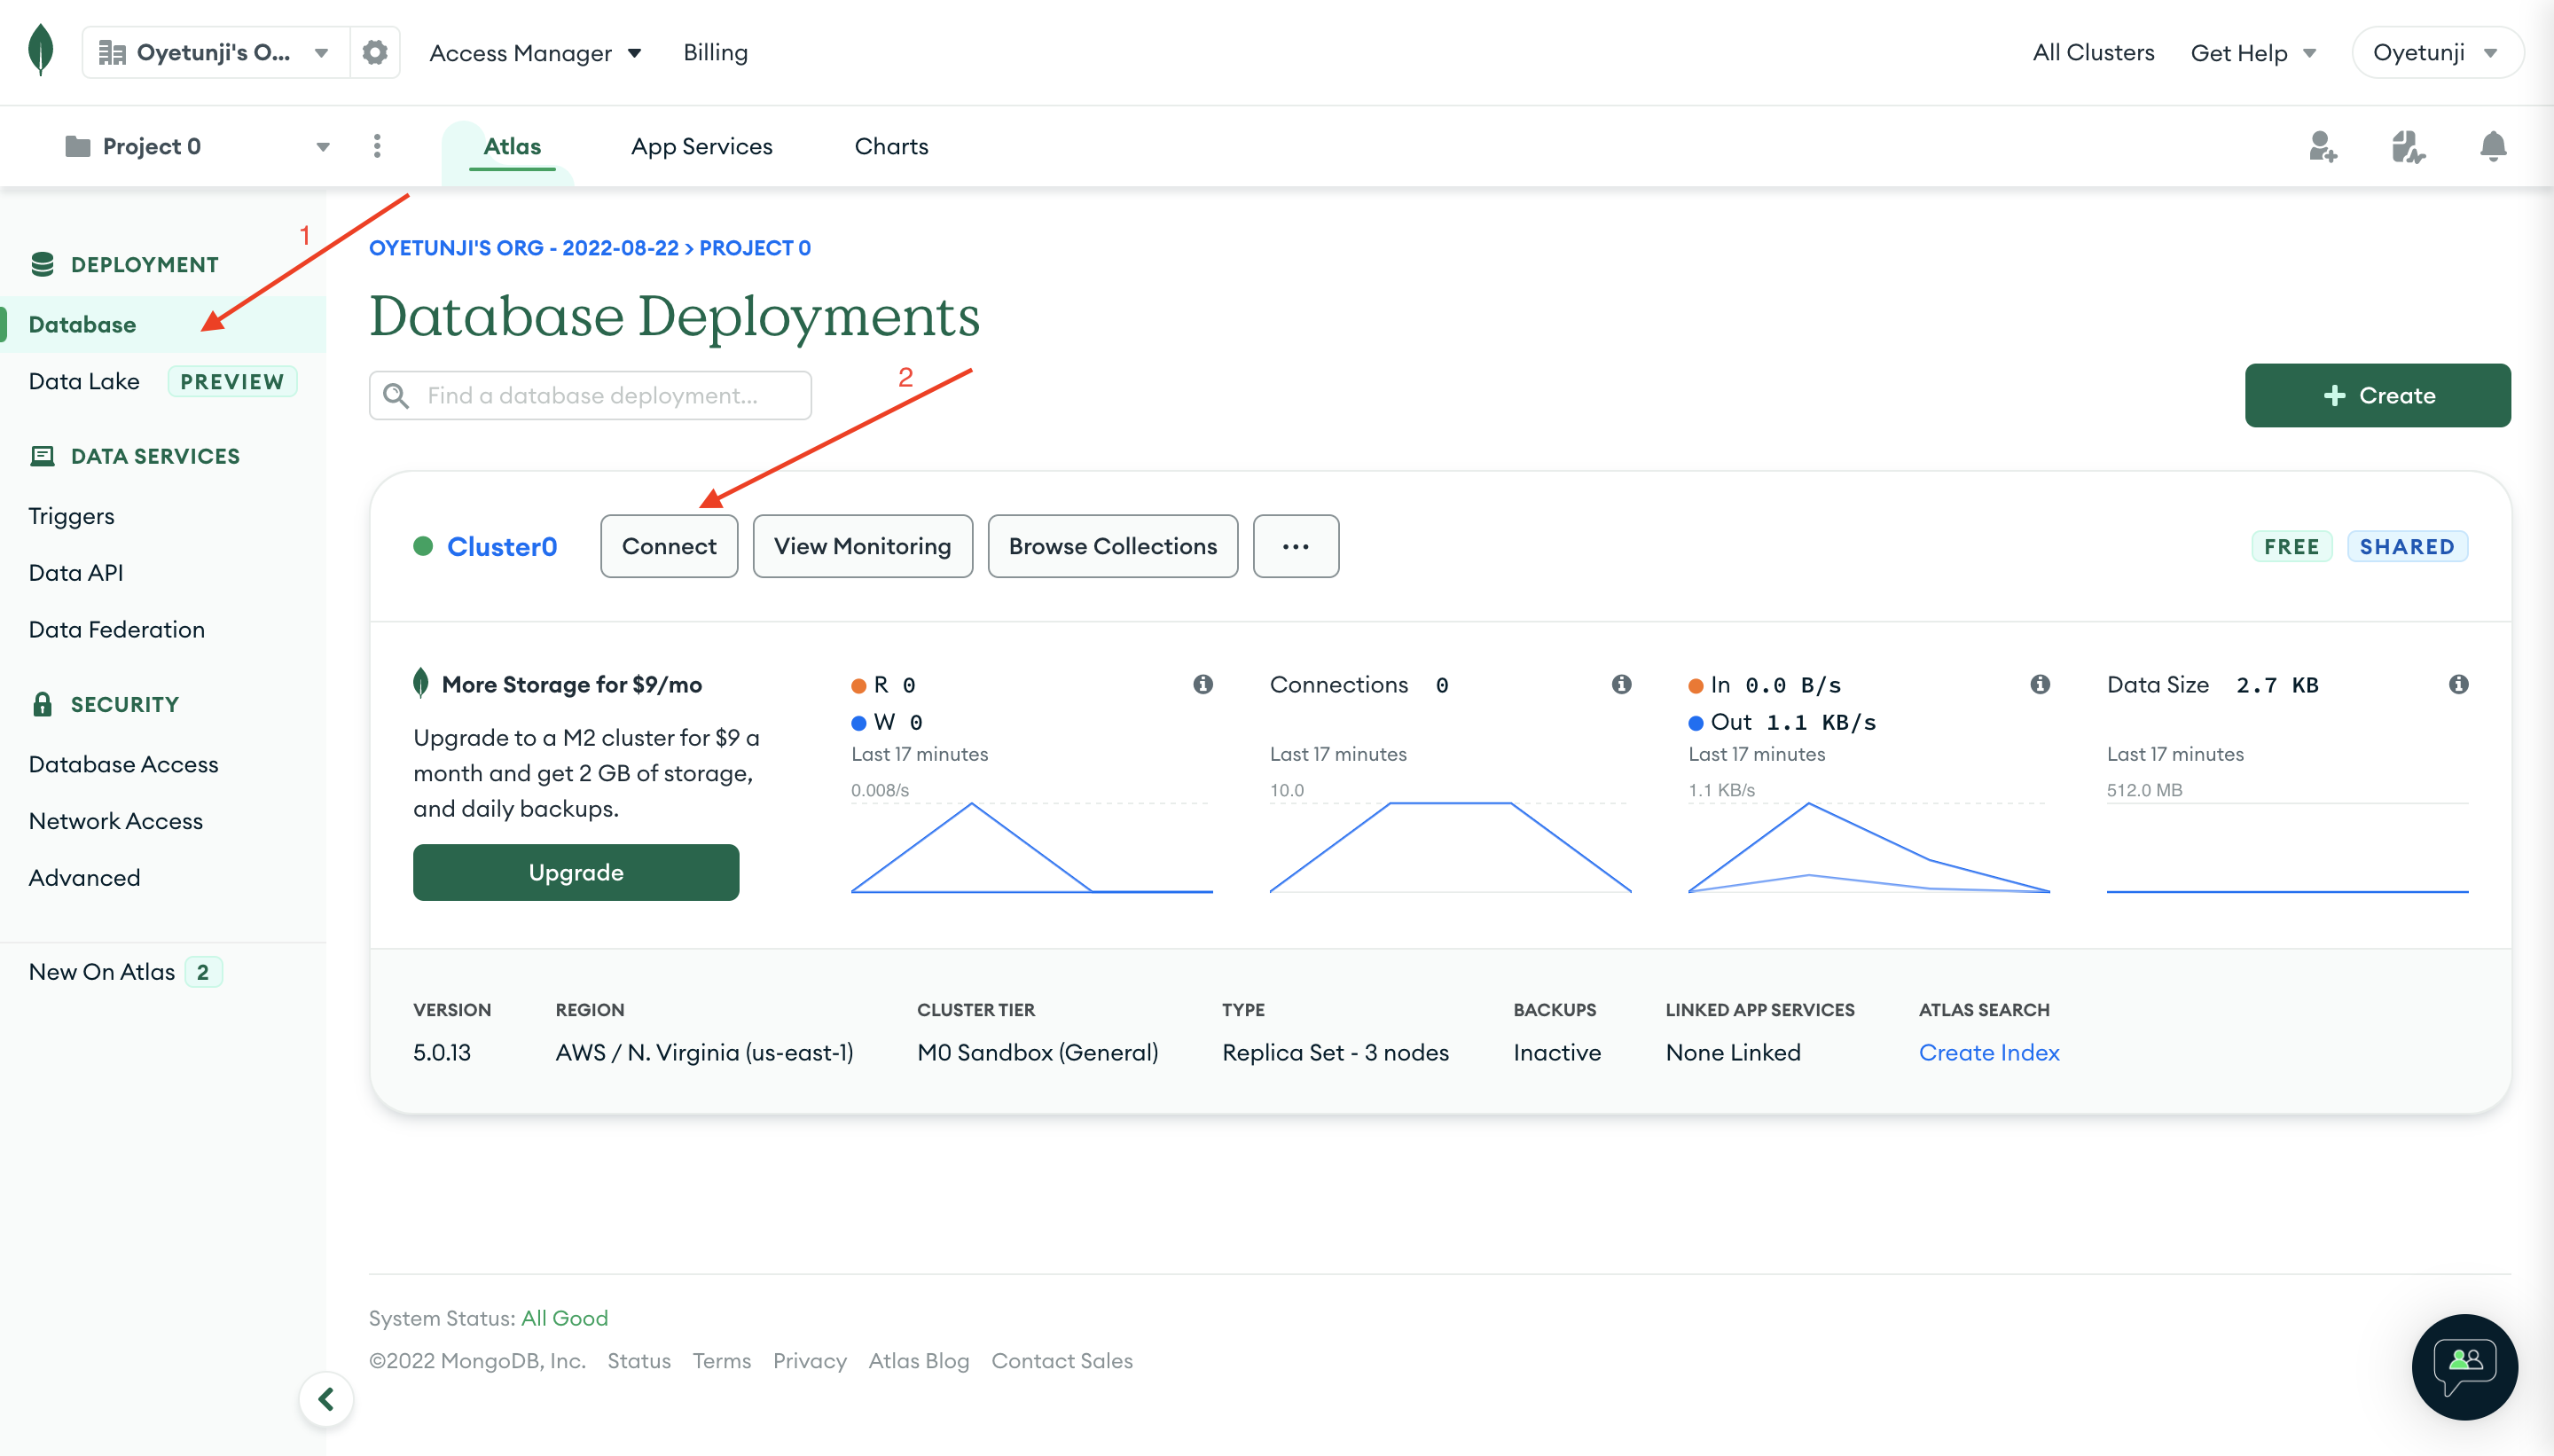 Oyetunji's O...
Access Manager
Billing
All Clusters
Get Help
Oyetunji
Project 0
Atlas
App Services
Charts
1
DEPLOYMENT
Database
Data Lake PREVIEW
DATA SERVICES
Triggers
Data API
Data Federation
SECURITY
Database Access
Network Access
Advanced
New On Atlas 2
OYETUNJI'S ORG - 2022-08-22 > PROJECT 0
Database Deployments
2
Find a database deployment...
+ Create
Cluster0
Connect
View Monitoring
Browse Collections
...
FREE
SHARED
More Storage for $9/mo
Upgrade to a M2 cluster for $9 a
month and get 2 GB of storage,
and daily backups.
Upgrade
R 0
W 0
Last 17 minutes
0.008/s
Connections 0
Last 17 minutes
10.0
In 0.0 B/s
Out 1.1 KB/s
Last 17 minutes
1.1 KB/s
Data Size 2.7 KB
Last 17 minutes
512.0 MB
VERSION
5.0.13
REGION
AWS / N. Virginia (us-east-1)
CLUSTER TIER
M0 Sandbox (General)
TYPE
Replica Set - 3 nodes
BACKUPS
Inactive
LINKED APP SERVICES
None Linked
ATLAS SEARCH
Create Index
System Status: All Good
©2022 MongoDB, Inc. Status Terms Privacy Atlas Blog Contact Sales